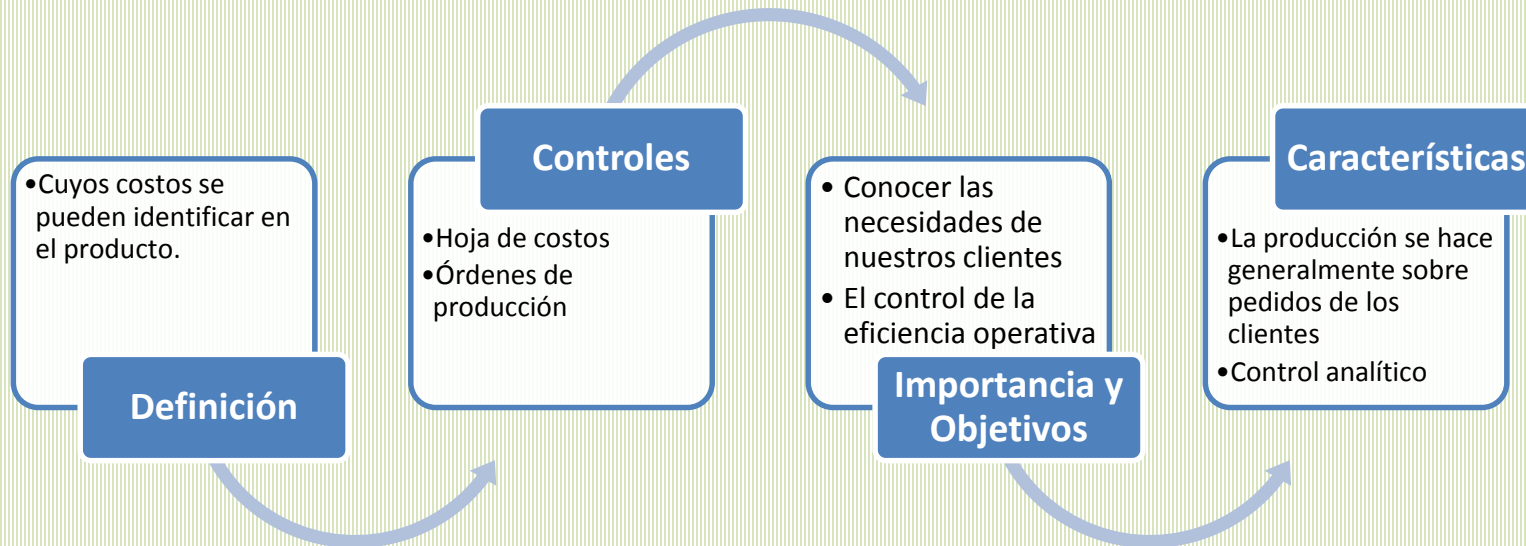 •Cuyos costos se
pueden identificar en
el producto.
Definición
Controles
•Hoja de costos
•Órdenes de
producción
• Conocer las
necesidades de
nuestros clientes
• El control de la
eficiencia operativa
Importancia y
Objetivos
Características
•La producción se hace
generalmente sobre
pedidos de los
clientes
•Control analítico